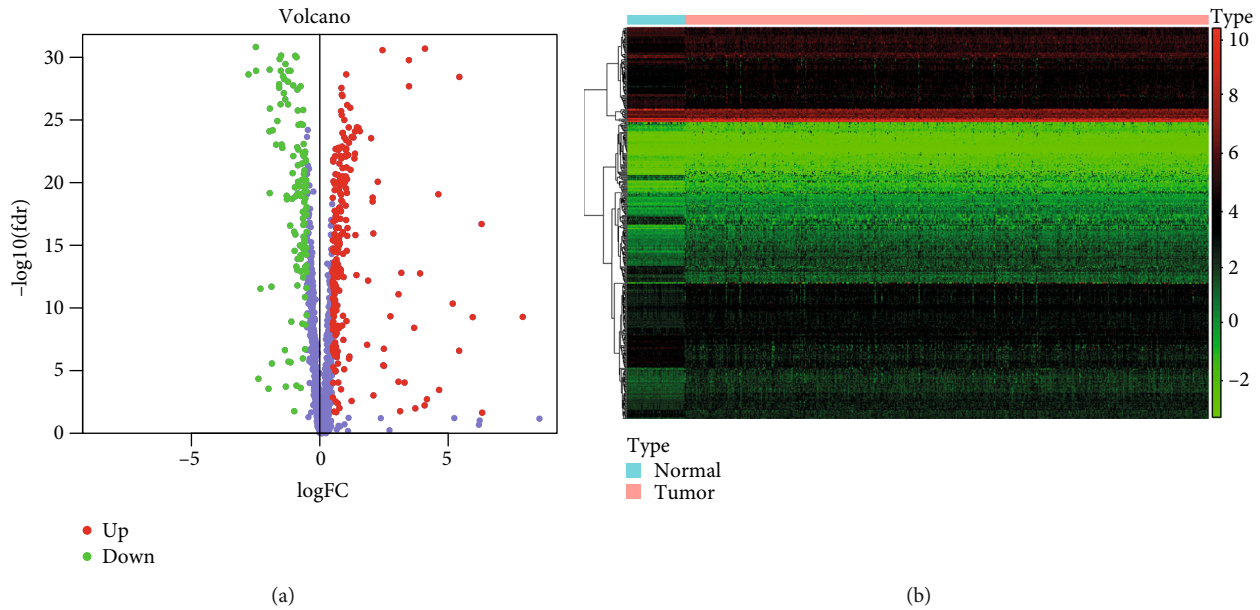 Volcano
30
25
20
15
10
5
0
−log10(fdr)
−5
0
5
logFC
Up
Down
(a)
Type
10
8
6
4
2
0
−2
Type
Normal
Tumor
(b)